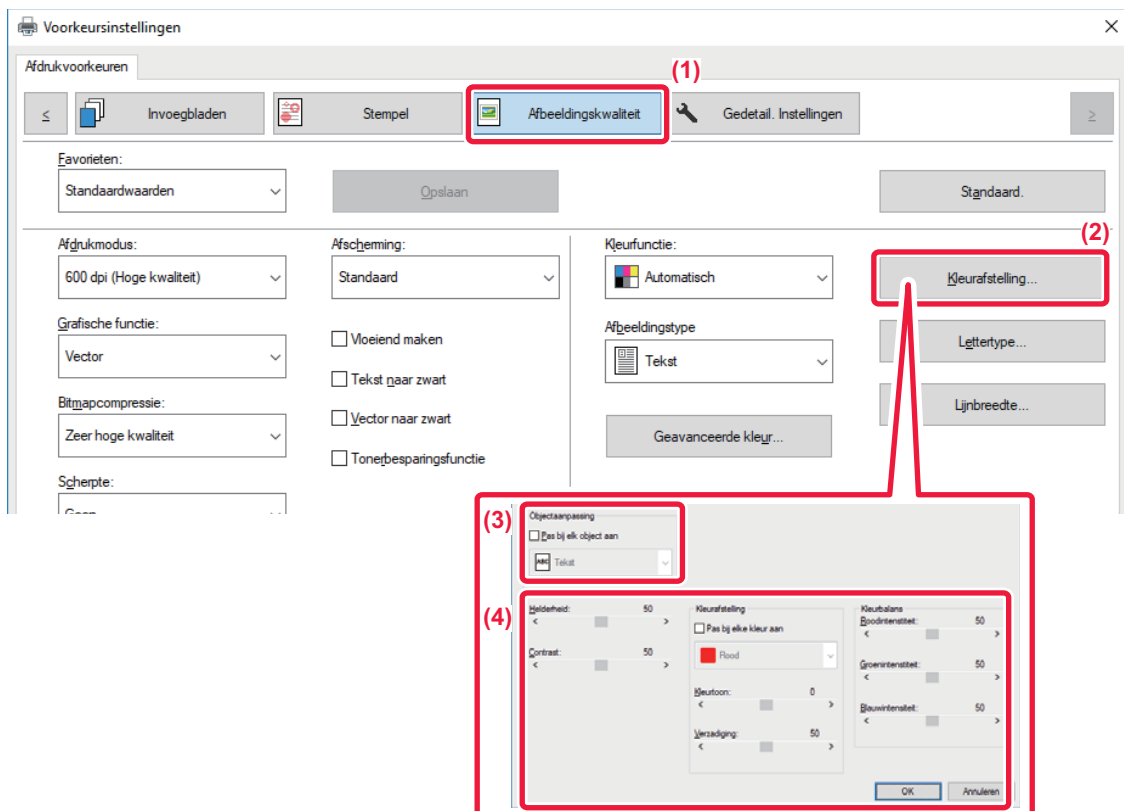 Voorkeursinstellingen
Afdrukvoorkeuren
(1)
<
Invoegbladen
Stempel
Afbeeldingskwaliteit
Gedetail. Instellingen
>
Favorieten:
Standaardwaarden
Opslaan
Standaard.
(2)
Afdrukmodus:
600 dpi (Hoge kwaliteit)
Afscherming:
Standaard
Kleurfunctie:
Automatisch
Kleurafstelling...
Grafische functie:
Vector
Vloeiend maken
Afbeeldingstype
Tekst
Lettertype...
Tekst naar zwart
Bitmapcompressie:
Zeer hoge kwaliteit
Vector naar zwart
Geavanceerde kleur...
Lijnbreedte...
Tonerbesparingsfunctie
Scherpte:
Geen
(3)
Objectaanpassing
Pas bij elk object aan
ABC Tekst
(4)
Helderheid: 50
Contrast: 50
Kleurafstelling
Pas bij elke kleur aan
Rood
Kleurtoon: 0
Verzadiging: 50
Kleurbalans
Roodintenstiteit: 50
Groenintenstiteit: 50
Blauwintensiteit: 50
OK
Annuleren